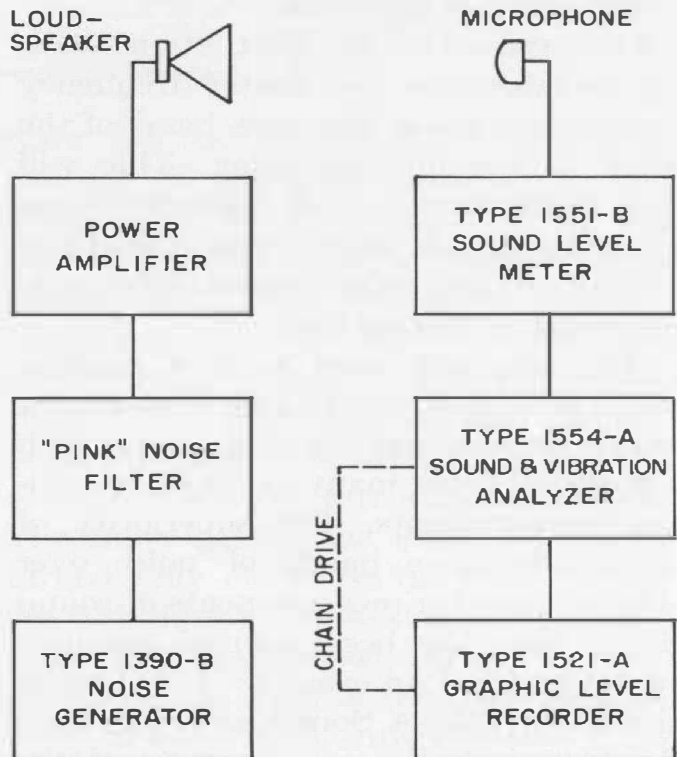 LOUD-
SPEAKER
POWER
AMPLIFIER
"PINK" NOISE
FILTER
TYPE 1390-B
NOISE
GENERATOR
MICROPHONE
TYPE 1551-B
SOUND LEVEL
METER
TYPE 1554-A
SOUND & VIBRATION
ANALYZER
CHAIN DRIVE
TYPE 1521-A
GRAPHIC LEVEL
RECORDER